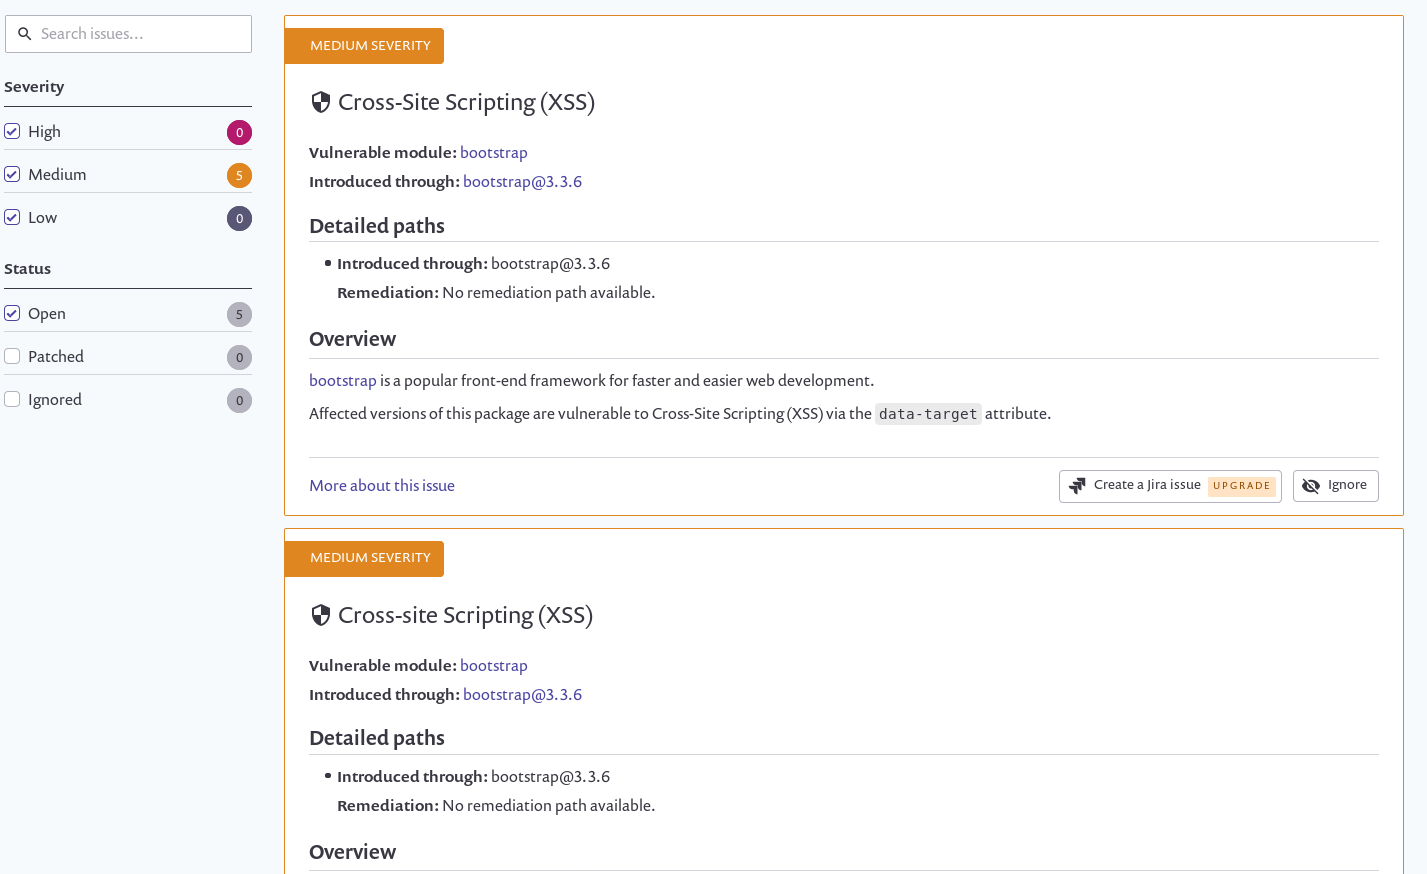 Search issues...
Severity
High 0
Medium 5
Low 0
Status
Open 5
Patched 0
Ignored 0
MEDIUM SEVERITY
Cross-Site Scripting (XSS)
Vulnerable module: bootstrap
Introduced through: bootstrap@3.3.6
Detailed paths
• Introduced through: bootstrap@3.3.6
Remediation: No remediation path available.
Overview
bootstrap is a popular front-end framework for faster and easier web development.
Affected versions of this package are vulnerable to Cross-Site Scripting (XSS) via the data-target attribute.
More about this issue
Create a Jira issue UPGRADE
Ignore
MEDIUM SEVERITY
Cross-site Scripting (XSS)
Vulnerable module: bootstrap
Introduced through: bootstrap@3.3.6
Detailed paths
• Introduced through: bootstrap@3.3.6
Remediation: No remediation path available.
Overview